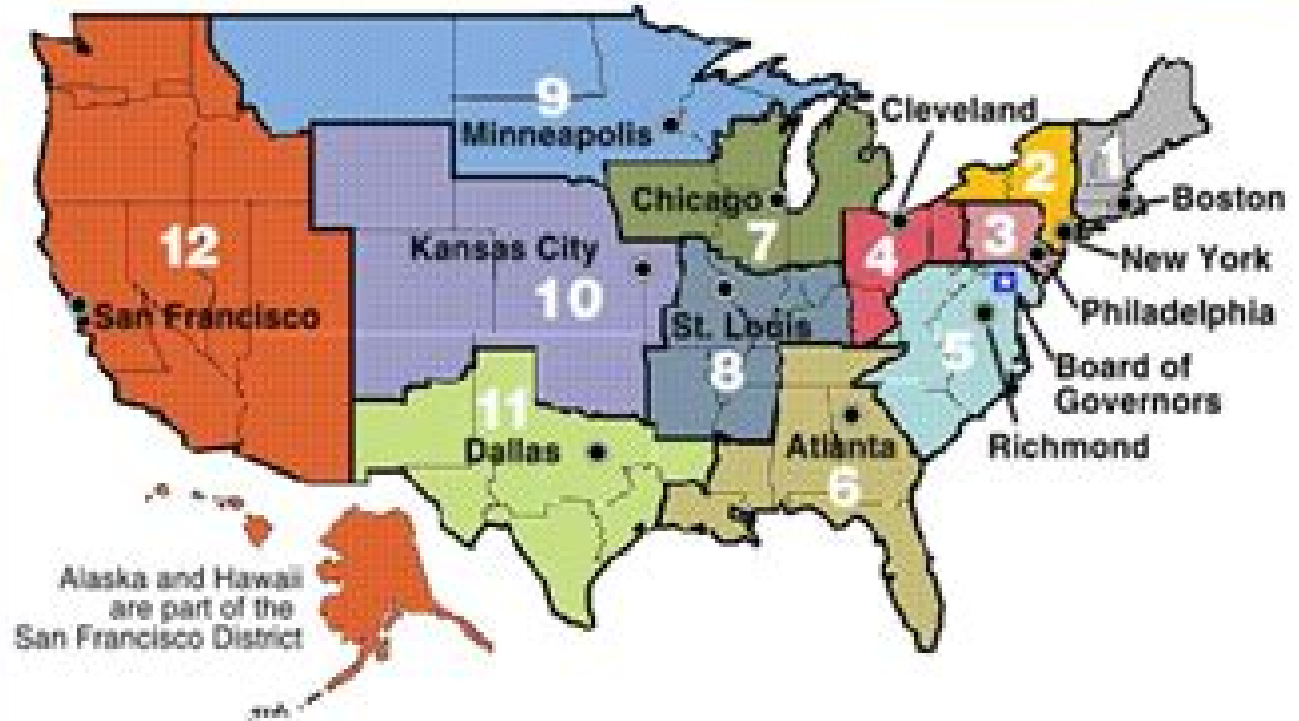 9
Minneapolis
Cleveland
2
1
Chicago
7
Boston
12
Kansas City
10
4
3
New York
San Francisco
St. Louis
Philadelphia
8
5
Board of
Governors
11
Dallas
Atlanta
6
Richmond
Alaska and Hawaii
are part of the
San Francisco District